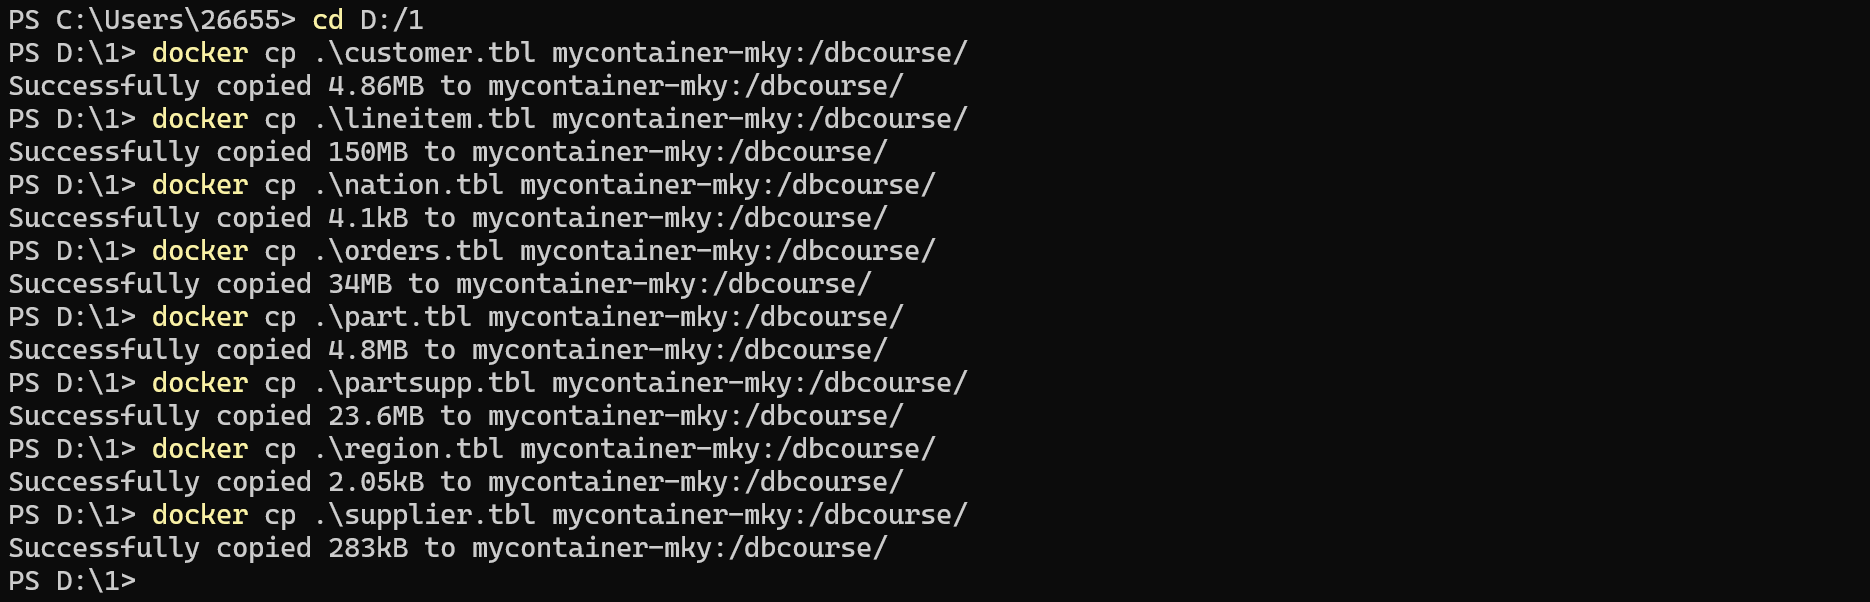 PS C:\Users\26655> cd D:/1
PS D:\1> docker cp .\customer.tbl mycontainer-mky:/dbcourse/
Successfully copied 4.86MB to mycontainer-mky:/dbcourse/
PS D:\1> docker cp .\lineitem.tbl mycontainer-mky:/dbcourse/
Successfully copied 150MB to mycontainer-mky:/dbcourse/
PS D:\1> docker cp .\nation.tbl mycontainer-mky:/dbcourse/
Successfully copied 4.1kB to mycontainer-mky:/dbcourse/
PS D:\1> docker cp .\orders.tbl mycontainer-mky:/dbcourse/
Successfully copied 34MB to mycontainer-mky:/dbcourse/
PS D:\1> docker cp .\part.tbl mycontainer-mky:/dbcourse/
Successfully copied 4.8MB to mycontainer-mky:/dbcourse/
PS D:\1> docker cp .\partsupp.tbl mycontainer-mky:/dbcourse/
Successfully copied 23.6MB to mycontainer-mky:/dbcourse/
PS D:\1> docker cp .\region.tbl mycontainer-mky:/dbcourse/
Successfully copied 2.05kB to mycontainer-mky:/dbcourse/
PS D:\1> docker cp .\supplier.tbl mycontainer-mky:/dbcourse/
Successfully copied 283kB to mycontainer-mky:/dbcourse/
PS D:\1>